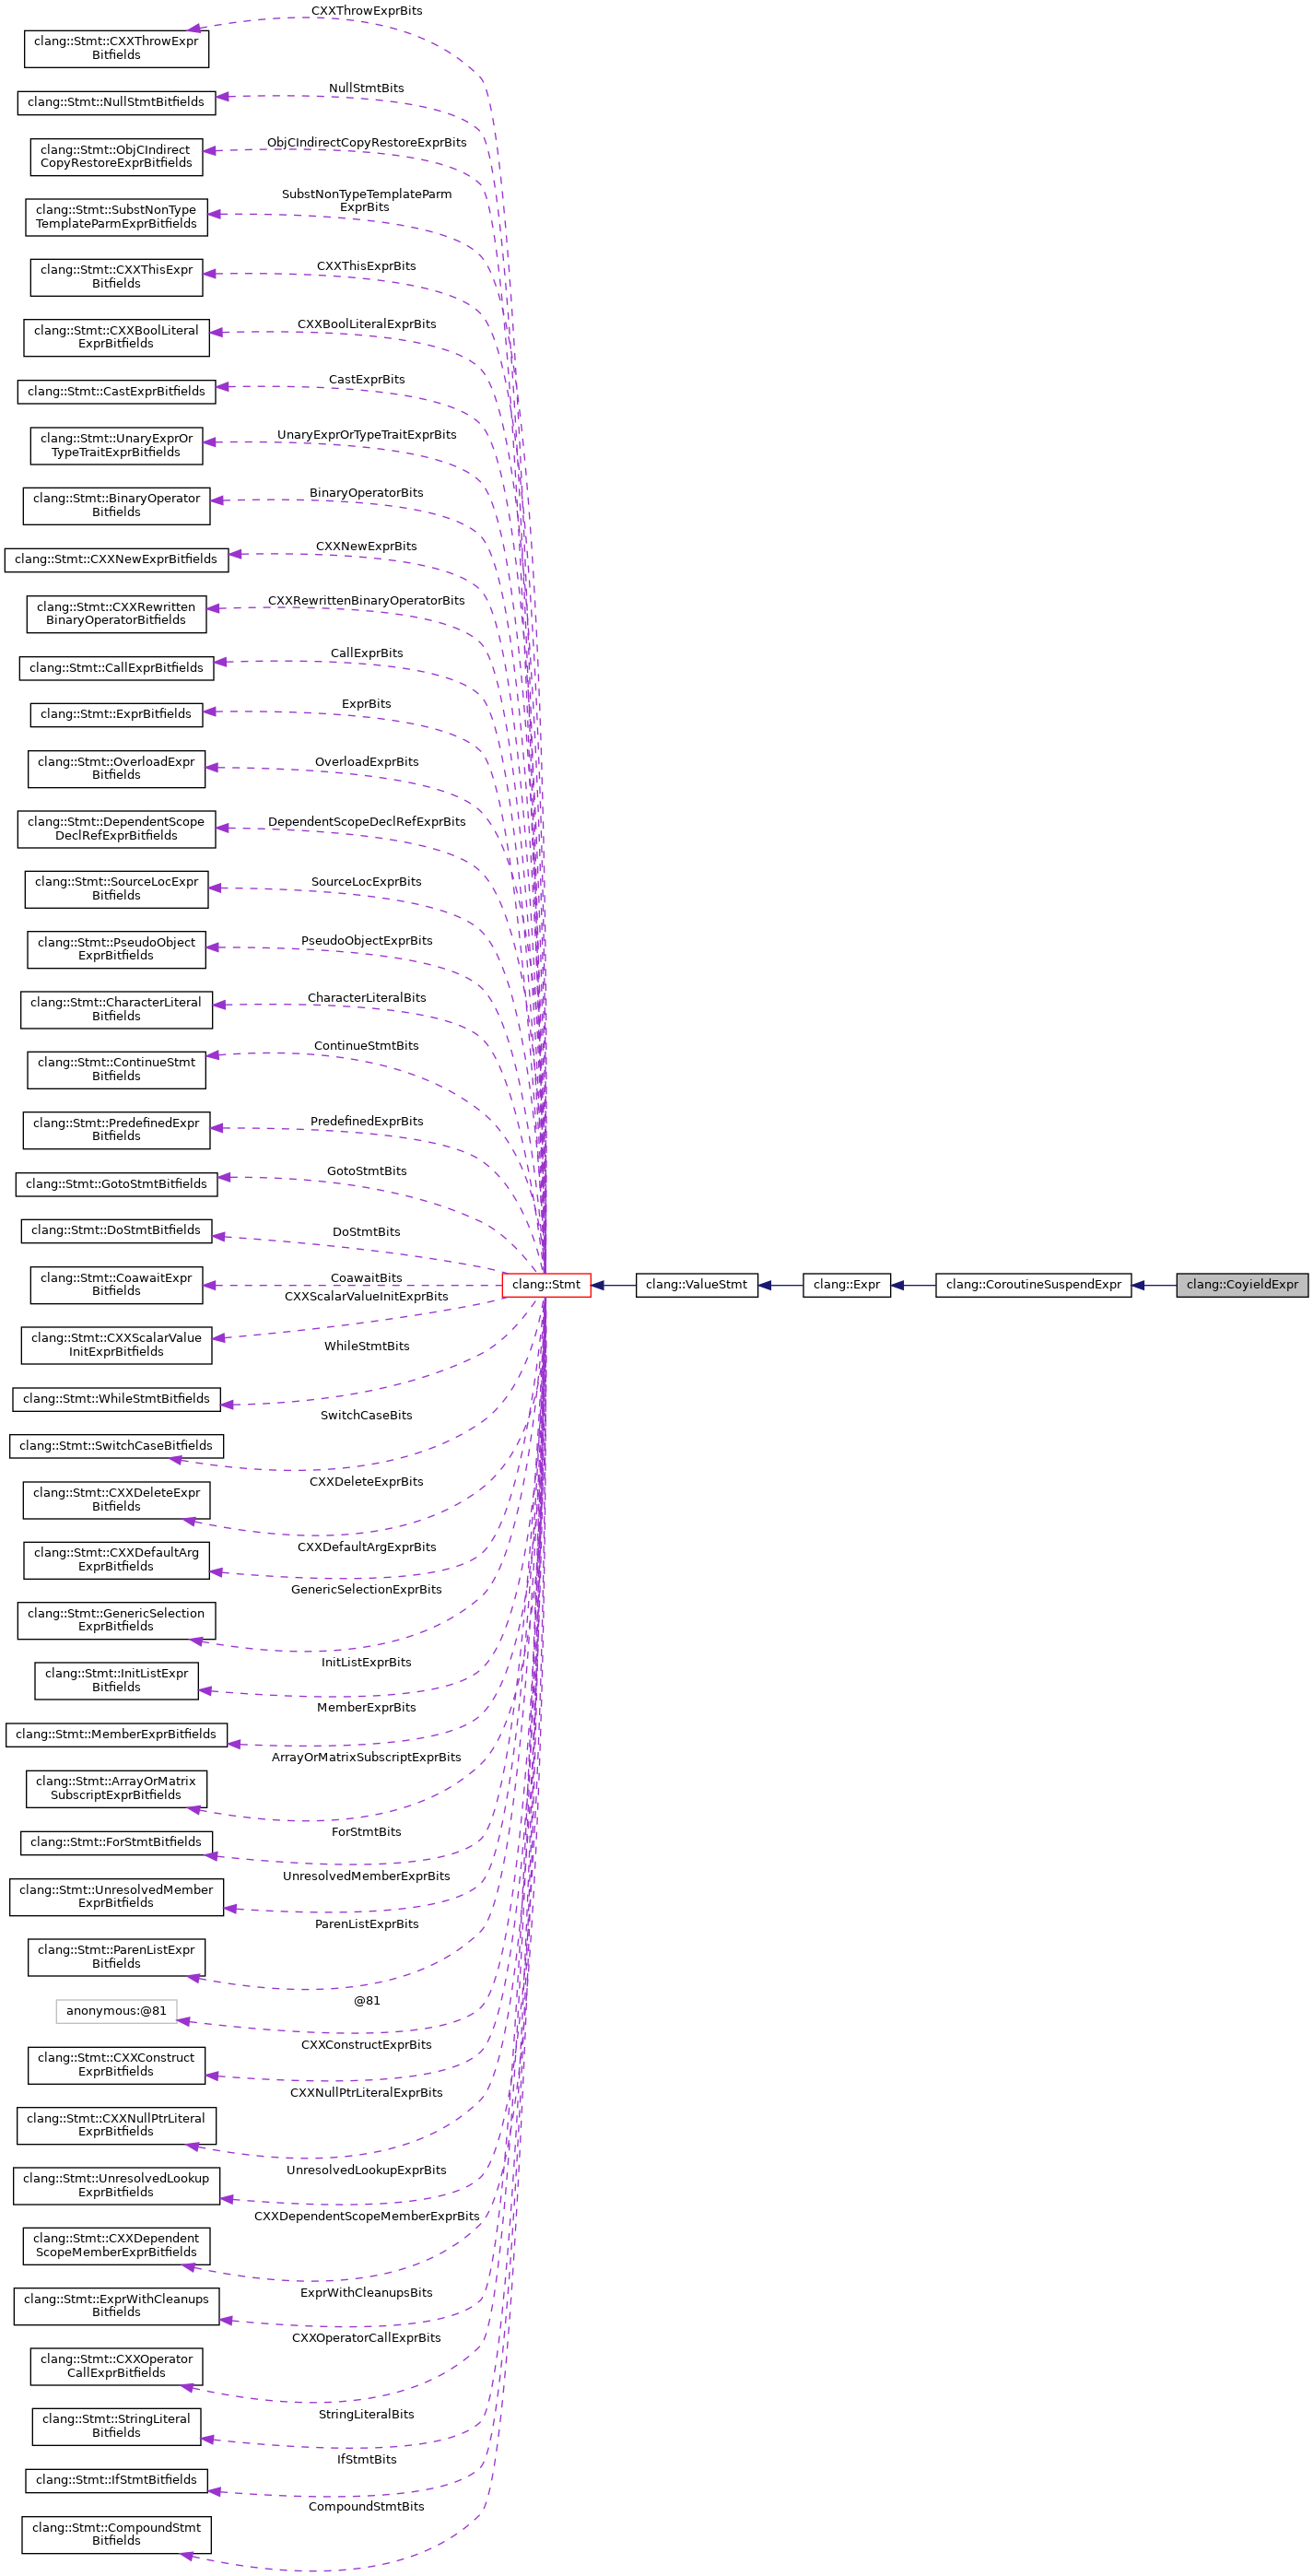 CXXThrowExprBits
clang::Stmt::CXXThrowExpr
Bitfields
NullStmtBits
clang::Stmt::NullStmtBitfields
ObjCIndirectCopyRestoreExprBits
clang::Stmt::ObjCIndirect
CopyRestoreExprBitfields
SubstNonTypeTemplateParm
ExprBits
clang::Stmt::SubstNonType
TemplateParmExprBitfields
CXXThisExprBits
clang::Stmt::CXXThisExpr
Bitfields
CXXBoolLiteralExprBits
clang::Stmt::CXXBoolLiteral
ExprBitfields
CastExprBits
clang::Stmt::CastExprBitfields
UnaryExprOrTypeTraitExprBits
clang::Stmt::UnaryExprOr
TypeTraitExprBitfields
BinaryOperatorBits
clang::Stmt::BinaryOperator
Bitfields
CXXNewExprBits
clang::Stmt::CXXNewExprBitfields
CXXRewrittenBinaryOperatorBits
clang::Stmt::CXXRewritten
BinaryOperatorBitfields
CallExprBits
clang::Stmt::CallExprBitfields
ExprBits
clang::Stmt::ExprBitfields
OverloadExprBits
clang::Stmt::OverloadExpr
Bitfields
DependentScopeDeclRefExprBits
clang::Stmt::DependentScope
DeclRefExprBitfields
SourceLocExprBits
clang::Stmt::SourceLocExpr
Bitfields
PseudoObjectExprBits
clang::Stmt::PseudoObject
ExprBitfields
CharacterLiteralBits
clang::Stmt::CharacterLiteral
Bitfields
ContinueStmtBits
clang::Stmt::ContinueStmt
Bitfields
PredefinedExprBits
clang::Stmt::PredefinedExpr
Bitfields
GotoStmtBits
clang::Stmt::GotoStmtBitfields
DoStmtBits
clang::Stmt::DoStmtBitfields
CoawaitBits
clang::Stmt::CoawaitExpr
Bitfields
clang::Stmt
clang::ValueStmt
clang::Expr
clang::CoroutineSuspendExpr
clang::CoyieldExpr
CXXScalarValueInitExprBits
clang::Stmt::CXXScalarValue
InitExprBitfields
WhileStmtBits
clang::Stmt::WhileStmtBitfields
SwitchCaseBits
clang::Stmt::SwitchCaseBitfields
CXXDeleteExprBits
clang::Stmt::CXXDeleteExpr
Bitfields
CXXDefaultArgExprBits
clang::Stmt::CXXDefaultArg
ExprBitfields
GenericSelectionExprBits
clang::Stmt::GenericSelection
ExprBitfields
InitListExprBits
clang::Stmt::InitListExpr
Bitfields
MemberExprBits
clang::Stmt::MemberExprBitfields
ArrayOrMatrixSubscriptExprBits
clang::Stmt::ArrayOrMatrix
SubscriptExprBitfields
ForStmtBits
clang::Stmt::ForStmtBitfields
UnresolvedMemberExprBits
clang::Stmt::UnresolvedMember
ExprBitfields
ParenListExprBits
clang::Stmt::ParenListExpr
Bitfields
@81
anonymous:@81
CXXConstructExprBits
clang::Stmt::CXXConstruct
ExprBitfields
CXXNullPtrLiteralExprBits
clang::Stmt::CXXNullPtrLiteral
ExprBitfields
UnresolvedLookupExprBits
clang::Stmt::UnresolvedLookup
ExprBitfields
CXXDependentScopeMemberExprBits
clang::Stmt::CXXDependent
ScopeMemberExprBitfields
ExprWithCleanupsBits
clang::Stmt::ExprWithCleanups
Bitfields
CXXOperatorCallExprBits
clang::Stmt::CXXOperator
CallExprBitfields
StringLiteralBits
clang::Stmt::StringLiteral
Bitfields
IfStmtBits
clang::Stmt::IfStmtBitfields
CompoundStmtBits
clang::Stmt::CompoundStmt
Bitfields